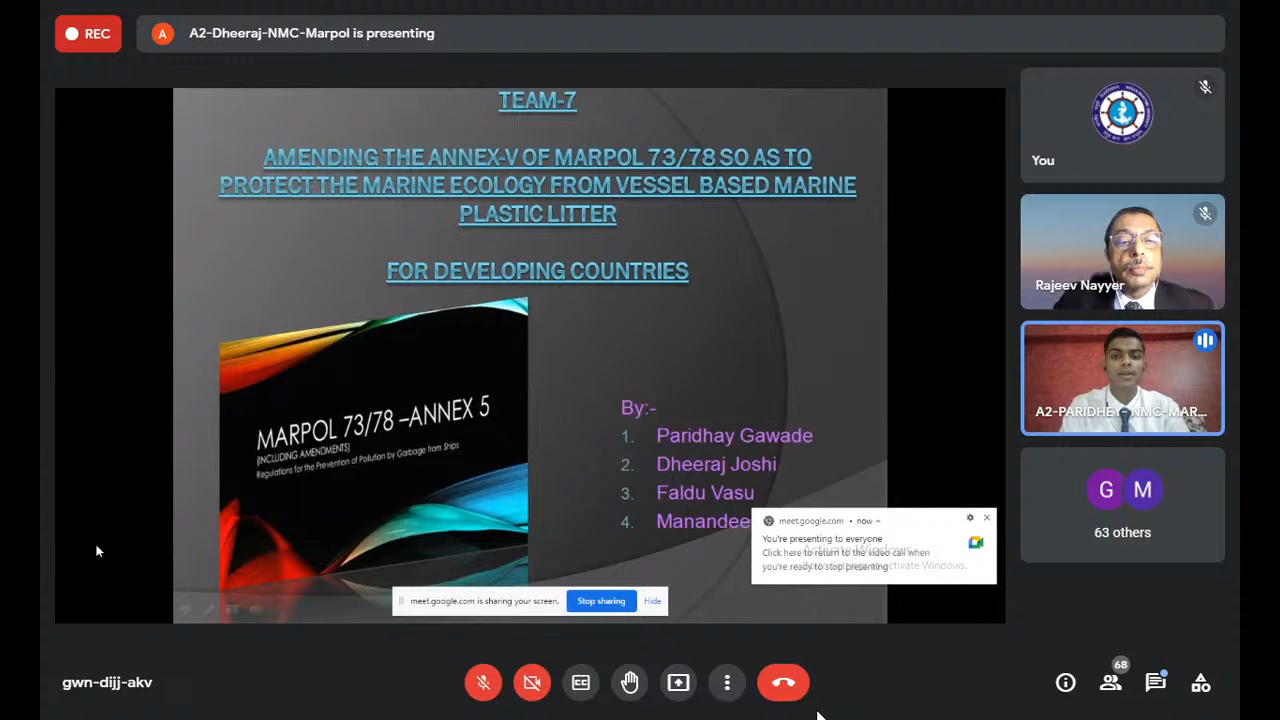 REC
A
A2-Dheeraj-NMC-Marpol is presenting
TEAM-7
AMENDING THE ANNEX-V OF MARPOL 73/78 SO AS TO
PROTECT THE MARINE ECOLOGY FROM VESSEL BASED MARINE
PLASTIC LITTER
FOR DEVELOPING COUNTRIES
MARPOL 73/78 –ANNEX 5
(INCLUDING AMENDMENTS)
Regulations for the Prevention of Pollution by Garbage from Ships
By:-
1. Paridhay Gawade
2. Dheeraj Joshi
3. Faldu Vasu
4. Manandee
meet.google.com • now
You're presenting to everyone
Click here to return to the video call when
you're ready to stop presenting
Activate Windows
meet.google.com is sharing your screen.
Stop sharing
Hide
You
Rajeev Nayyer
A2-PARIDHEY- NMC-MAR...
G M
63 others
gwn-dijj-akv
CC
68